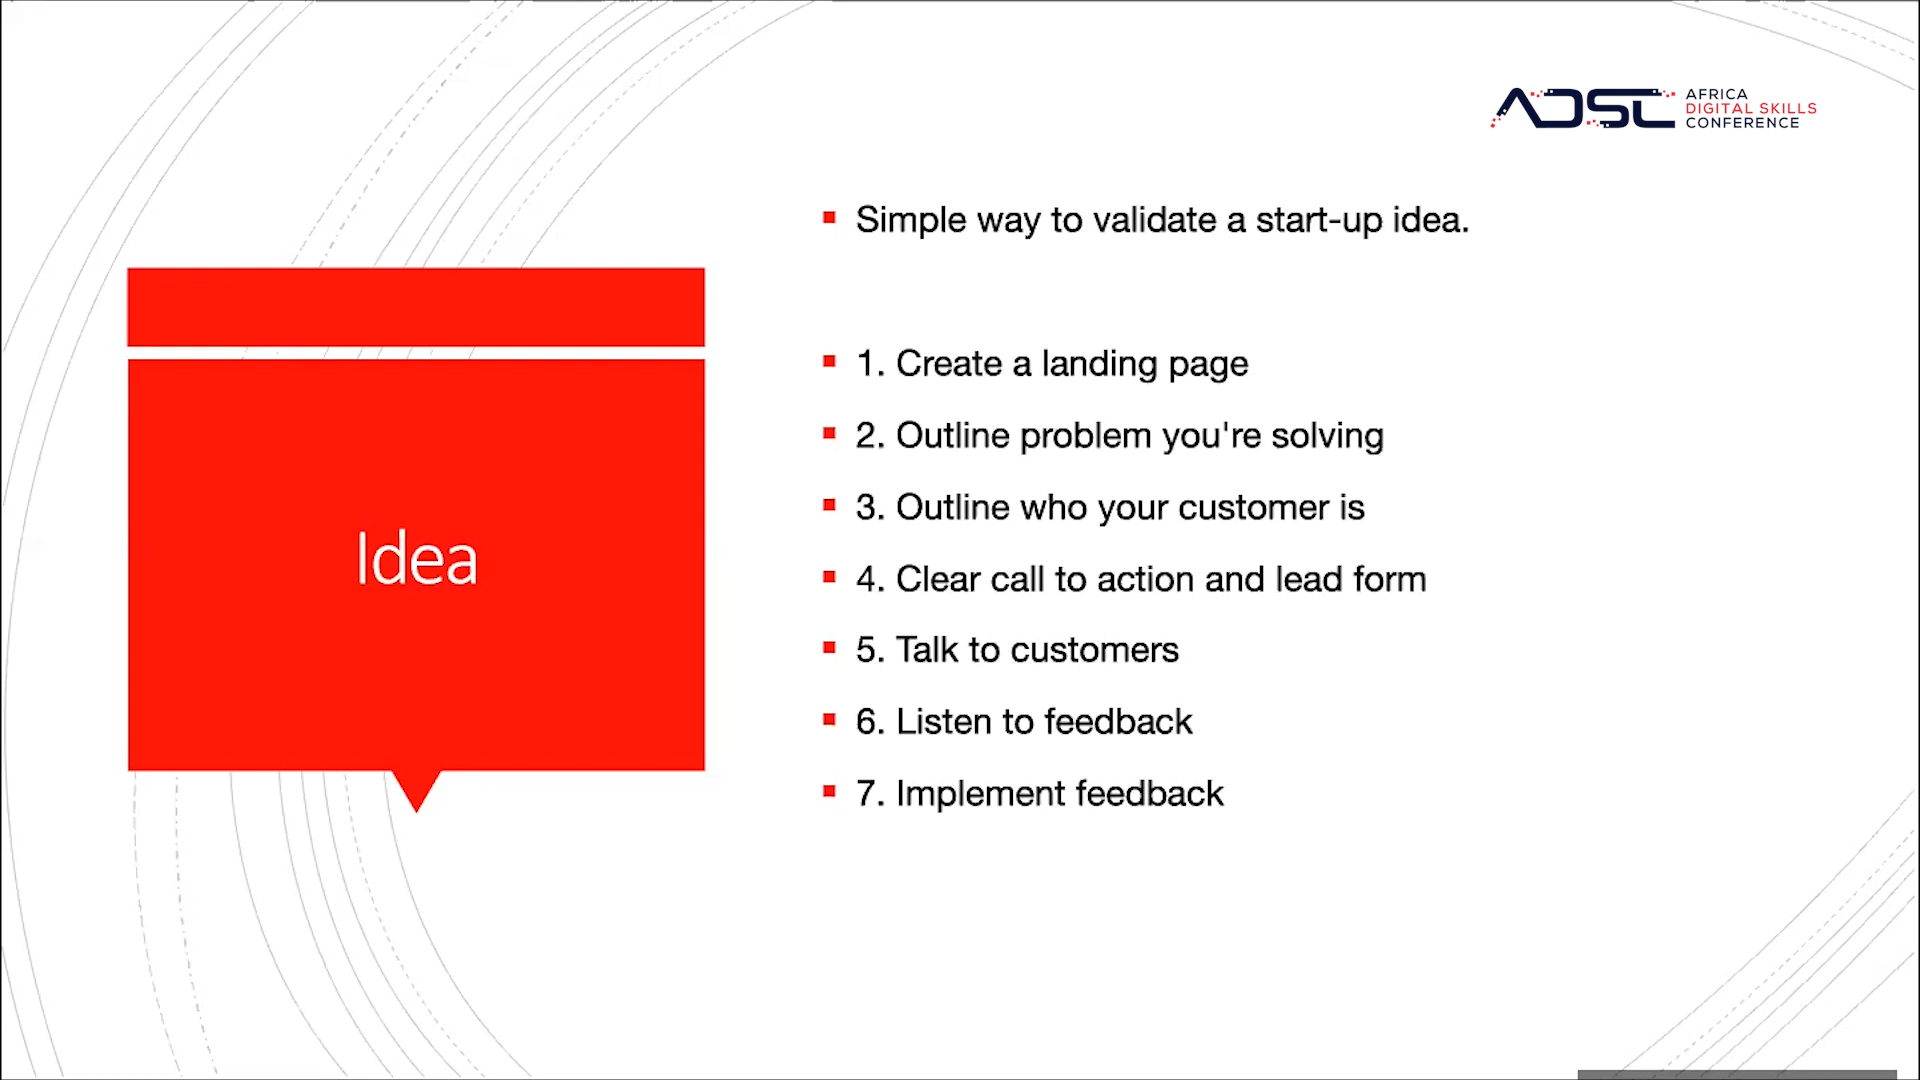 ADSC
AFRICA
DIGITAL SKILLS
CONFERENCE
Idea
Simple way to validate a start-up idea.
1. Create a landing page
2. Outline problem you're solving
3. Outline who your customer is
4. Clear call to action and lead form
5. Talk to customers
6. Listen to feedback
7. Implement feedback